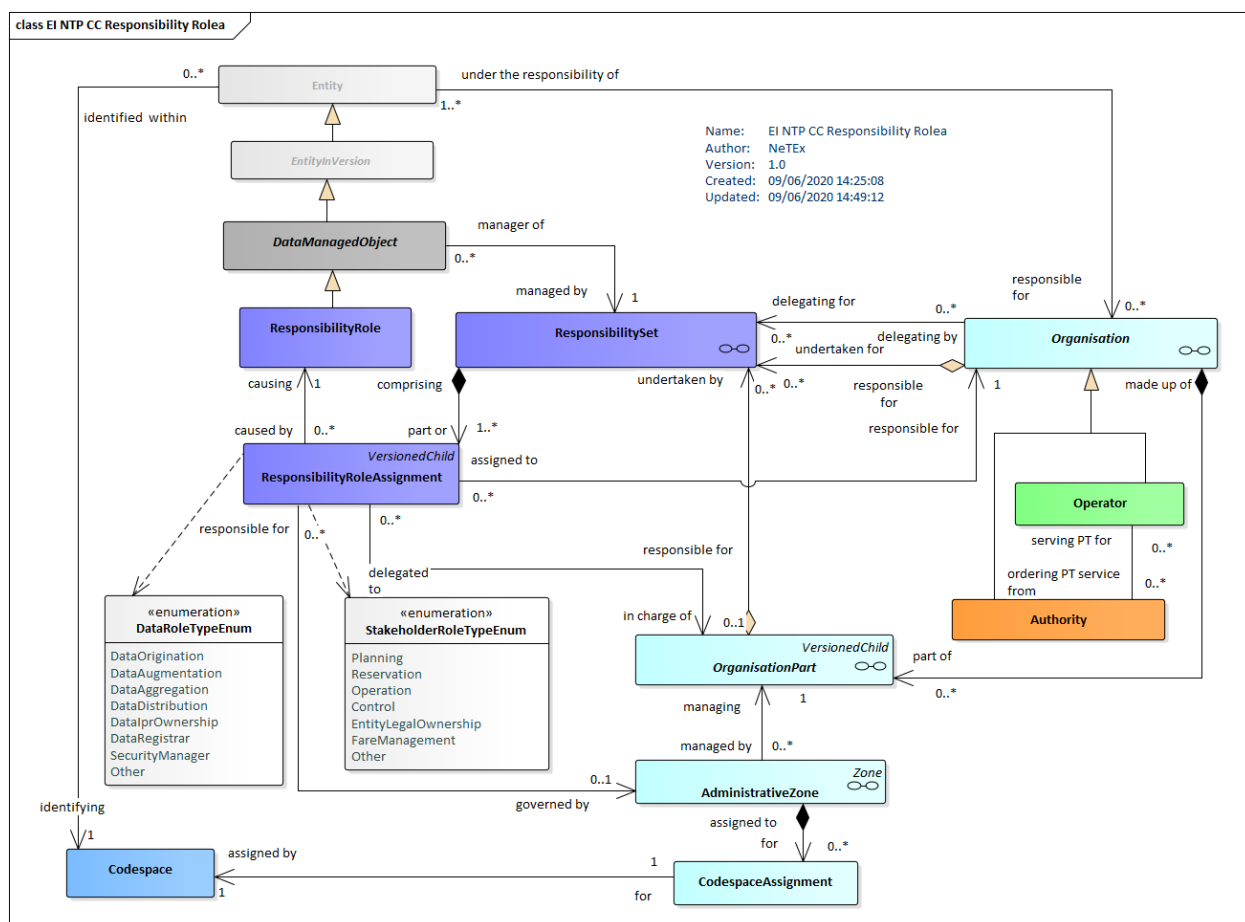 class EI NTP CC Responsibility Rolea
0..*
Entity
under the responsibility of
1..*
identified within
Name: EI NTP CC Responsibility Rolea
Author: NeTEx
Version: 1.0
Created: 09/06/2020 14:25:08
Updated: 09/06/2020 14:49:12
EntityInVersion
DataManagedObject
manager of
0..*
managed by
1
responsible
for
0..*
ResponsibilityRole
ResponsibilitySet
delegating for
0..*
0..*
delegating by
Organisation
undertaken for
causing
1
comprising
undertaken by
0..*
0..*
responsible
for
1
made up of
caused by
0..*
part or
1..*
responsible for
VersionedChild
ResponsibilityRoleAssignment
assigned to
0..*
Operator
serving PT for
0..*
responsible for
0..*
0..*
responsible for
delegated
to
ordering PT service
from
0..*
Authority
«enumeration»
DataRoleTypeEnum
DataOrigination
DataAugmentation
DataAggregation
DataDistribution
DataIprOwnership
DataRegistrar
SecurityManager
Other
«enumeration»
StakeholderRoleTypeEnum
Planning
Reservation
Operation
Control
EntityLegalOwnership
FareManagement
Other
in charge of
0..1
VersionedChild
OrganisationPart
part of
0..*
managing
1
managed by
0..*
0..1
governed by
Zone
AdministrativeZone
identifying
1
assigned to
for
0..*
Codespace
assigned by
1
1
for
CodespaceAssignment